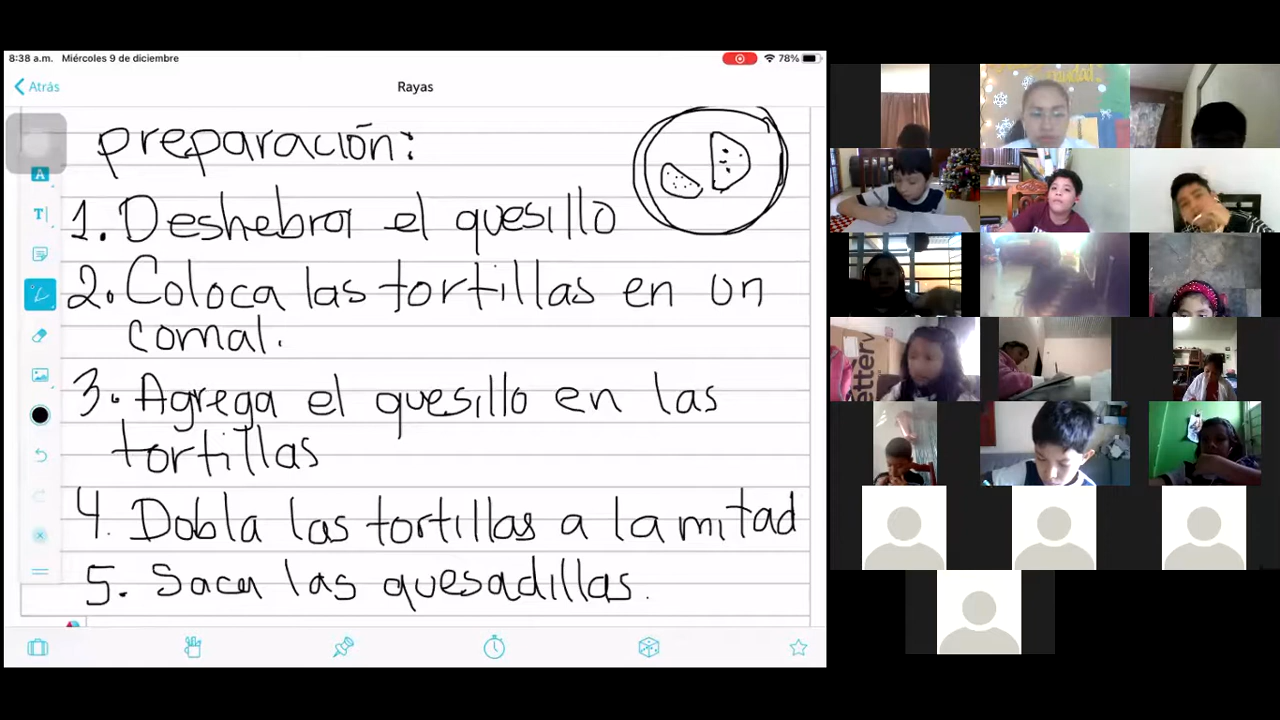 8:38 a.m. Miércoles 9 de diciembre
78%
Atrás
Rayas
preparación:
1. Deshebra el quesillo
2. Coloca las tortillas en un
comal.
3. Agrega el quesillo en las
tortillas
4. Dobla las tortillas a la mitad
5. Saca las quesadillas.
A
T